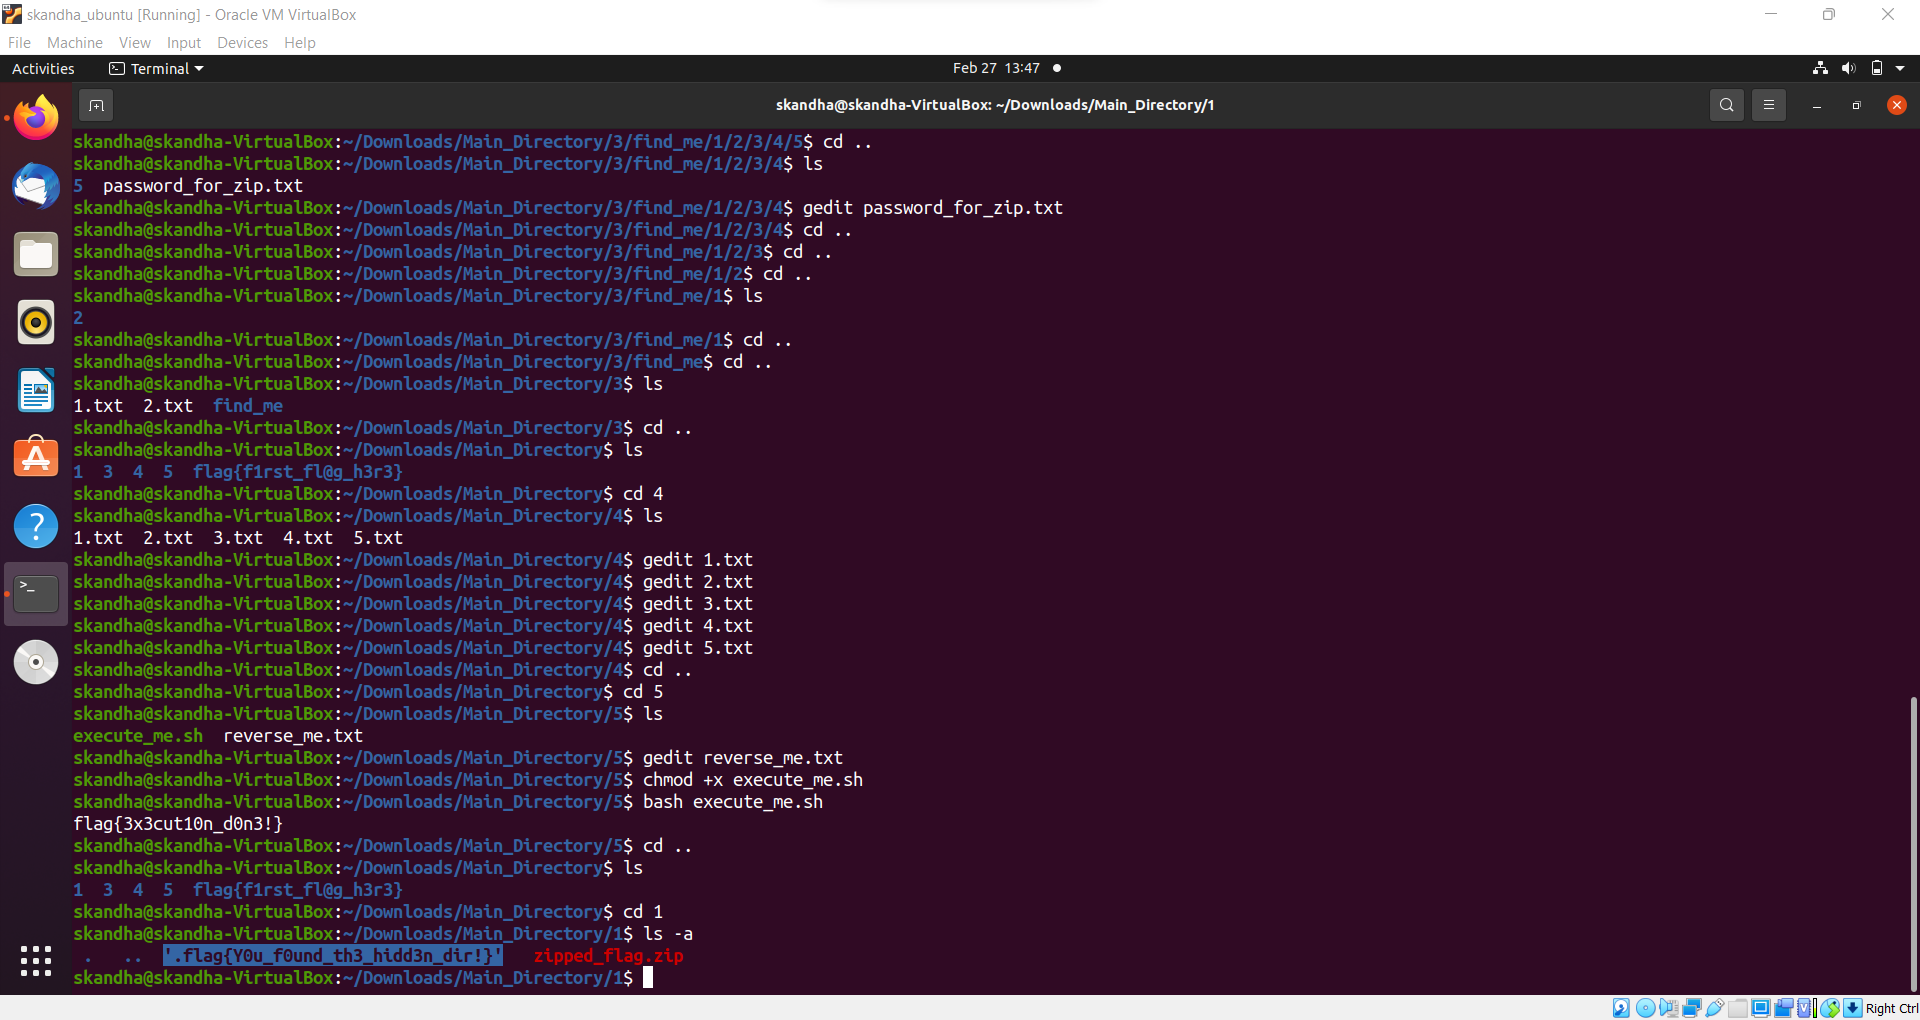 skandha_ubuntu [Running] - Oracle VM VirtualBox
File Machine View Input Devices Help
Activities Terminal Feb 27 13:47
skandha@skandha-VirtualBox: ~/Downloads/Main_Directory/1
skandha@skandha-VirtualBox:~/Downloads/Main_Directory/3/find_me/1/2/3/4/5$ cd ..
skandha@skandha-VirtualBox:~/Downloads/Main_Directory/3/find_me/1/2/3/4$ ls
5 password_for_zip.txt
skandha@skandha-VirtualBox:~/Downloads/Main_Directory/3/find_me/1/2/3/4$ gedit password_for_zip.txt
skandha@skandha-VirtualBox:~/Downloads/Main_Directory/3/find_me/1/2/3/4$ cd ..
skandha@skandha-VirtualBox:~/Downloads/Main_Directory/3/find_me/1/2/3$ cd ..
skandha@skandha-VirtualBox:~/Downloads/Main_Directory/3/find_me/1/2$ cd ..
skandha@skandha-VirtualBox:~/Downloads/Main_Directory/3/find_me/1$ ls
2
skandha@skandha-VirtualBox:~/Downloads/Main_Directory/3/find_me/1$ cd ..
skandha@skandha-VirtualBox:~/Downloads/Main_Directory/3/find_me$ cd ..
skandha@skandha-VirtualBox:~/Downloads/Main_Directory/3$ ls
1.txt 2.txt find_me
skandha@skandha-VirtualBox:~/Downloads/Main_Directory/3$ cd ..
skandha@skandha-VirtualBox:~/Downloads/Main_Directory$ ls
1 3 4 5 flag{f1rst_fl@g_h3r3}
skandha@skandha-VirtualBox:~/Downloads/Main_Directory$ cd 4
skandha@skandha-VirtualBox:~/Downloads/Main_Directory/4$ ls
1.txt 2.txt 3.txt 4.txt 5.txt
skandha@skandha-VirtualBox:~/Downloads/Main_Directory/4$ gedit 1.txt
skandha@skandha-VirtualBox:~/Downloads/Main_Directory/4$ gedit 2.txt
skandha@skandha-VirtualBox:~/Downloads/Main_Directory/4$ gedit 3.txt
skandha@skandha-VirtualBox:~/Downloads/Main_Directory/4$ gedit 4.txt
skandha@skandha-VirtualBox:~/Downloads/Main_Directory/4$ gedit 5.txt
skandha@skandha-VirtualBox:~/Downloads/Main_Directory/4$ cd ..
skandha@skandha-VirtualBox:~/Downloads/Main_Directory$ cd 5
skandha@skandha-VirtualBox:~/Downloads/Main_Directory/5$ ls
execute_me.sh reverse_me.txt
skandha@skandha-VirtualBox:~/Downloads/Main_Directory/5$ gedit reverse_me.txt
skandha@skandha-VirtualBox:~/Downloads/Main_Directory/5$ chmod +x execute_me.sh
skandha@skandha-VirtualBox:~/Downloads/Main_Directory/5$ bash execute_me.sh
flag{3x3cut10n_d0n3!}
skandha@skandha-VirtualBox:~/Downloads/Main_Directory/5$ cd ..
skandha@skandha-VirtualBox:~/Downloads/Main_Directory$ ls
1 3 4 5 flag{f1rst_fl@g_h3r3}
skandha@skandha-VirtualBox:~/Downloads/Main_Directory$ cd 1
skandha@skandha-VirtualBox:~/Downloads/Main_Directory/1$ ls -a
. .. '.flag{Y0u_f0und_th3_hidd3n_dir!}' zipped_flag.zip
skandha@skandha-VirtualBox:~/Downloads/Main_Directory/1$
Right Ctrl